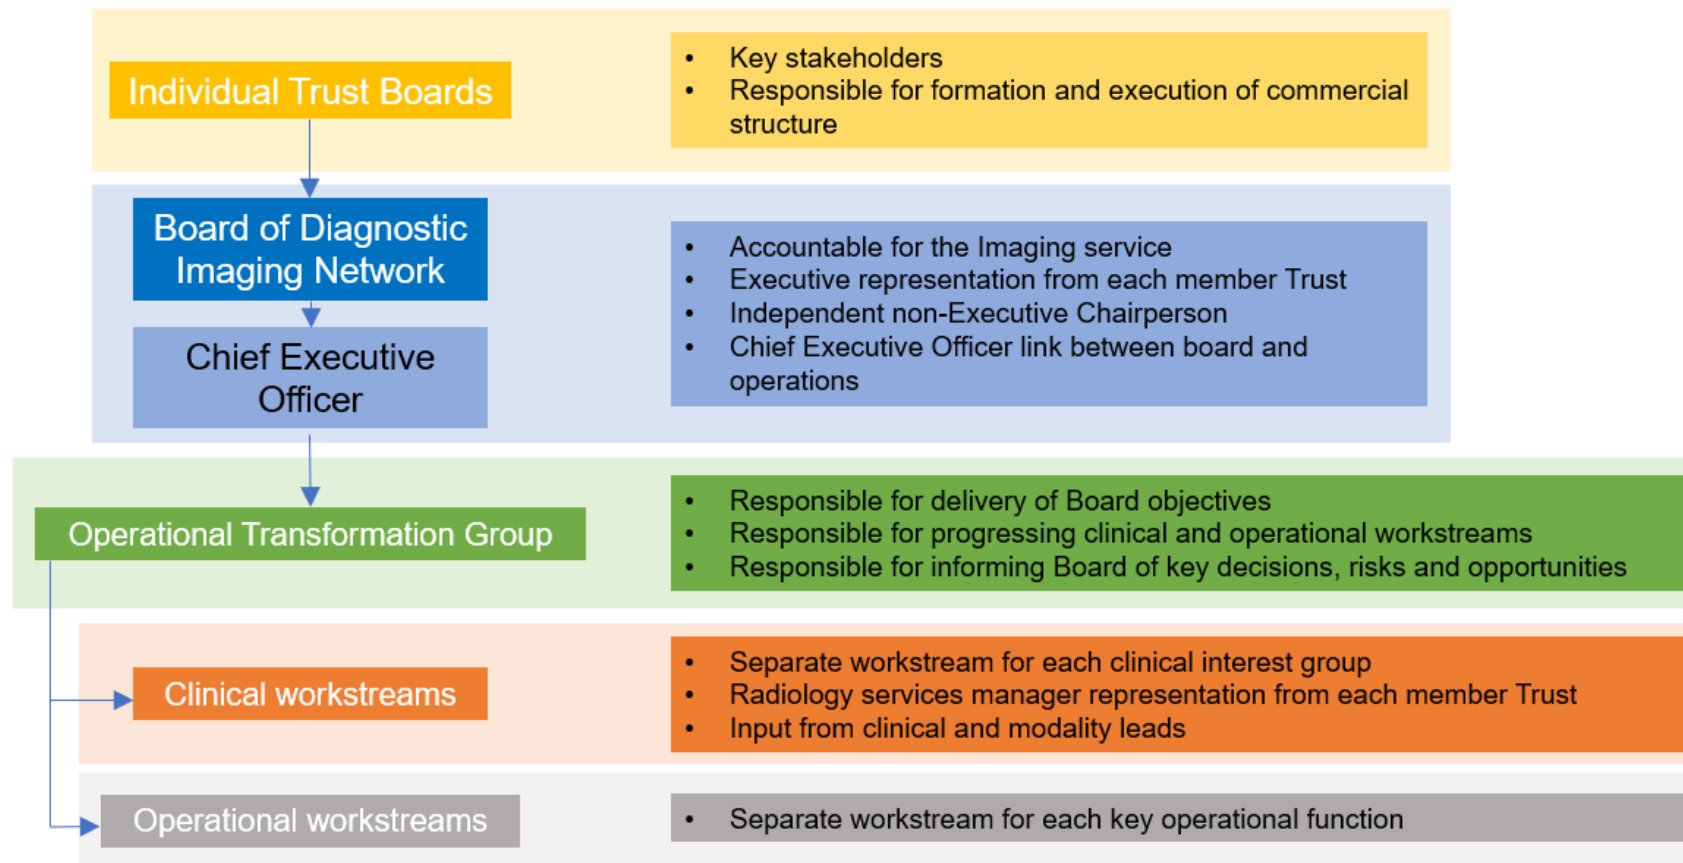 Individual Trust Boards
• Key stakeholders
• Responsible for formation and execution of commercial
structure
Board of Diagnostic
Imaging Network
Chief Executive
Officer
• Accountable for the Imaging service
• Executive representation from each member Trust
• Independent non-Executive Chairperson
• Chief Executive Officer link between board and
operations
Operational Transformation Group
• Responsible for delivery of Board objectives
• Responsible for progressing clinical and operational workstreams
• Responsible for informing Board of key decisions, risks and opportunities
Clinical workstreams
• Separate workstream for each clinical interest group
• Radiology services manager representation from each member Trust
• Input from clinical and modality leads
Operational workstreams
• Separate workstream for each key operational function